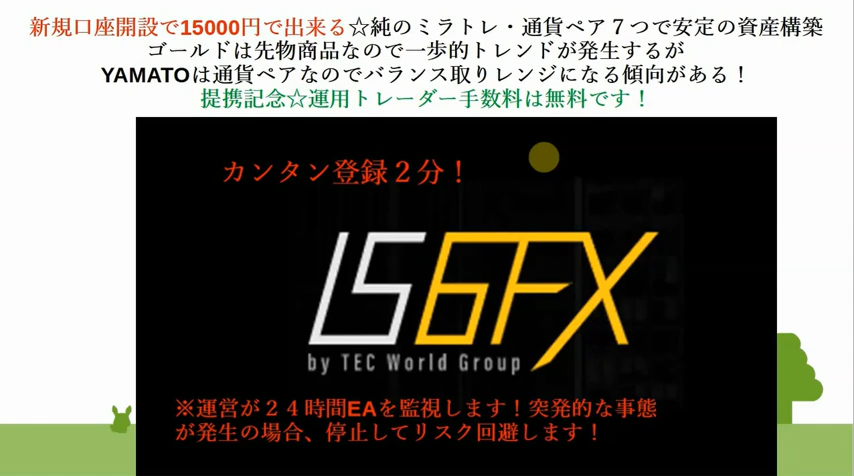 新規口座開設で15000円で出来る☆純のミラトレ・通貨ペア７つで安定の資産構築
ゴールドは先物商品なので一歩的トレンドが発生するが
YAMATOは通貨ペアなのでバランス取りレンジになる傾向がある！
提携記念☆運用トレーダー手数料は無料です！
カンタン登録２分！
IS6FX
by TEC World Group
※運営が２４時間EAを監視します！突発的な事態
が発生の場合、停止してリスク回避します！